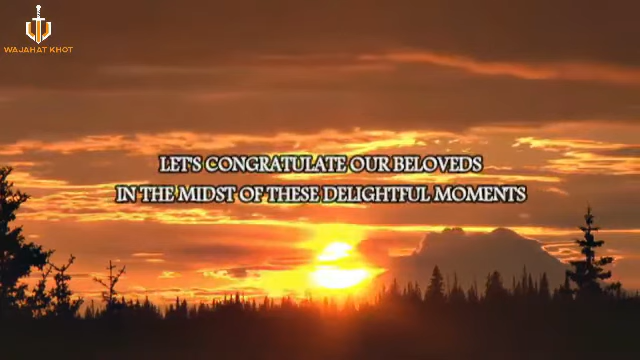 WAJAHAT KHOT
LET'S CONGRATULATE OUR BELOVEDS
IN THE MIDST OF THESE DELIGHTFUL MOMENTS